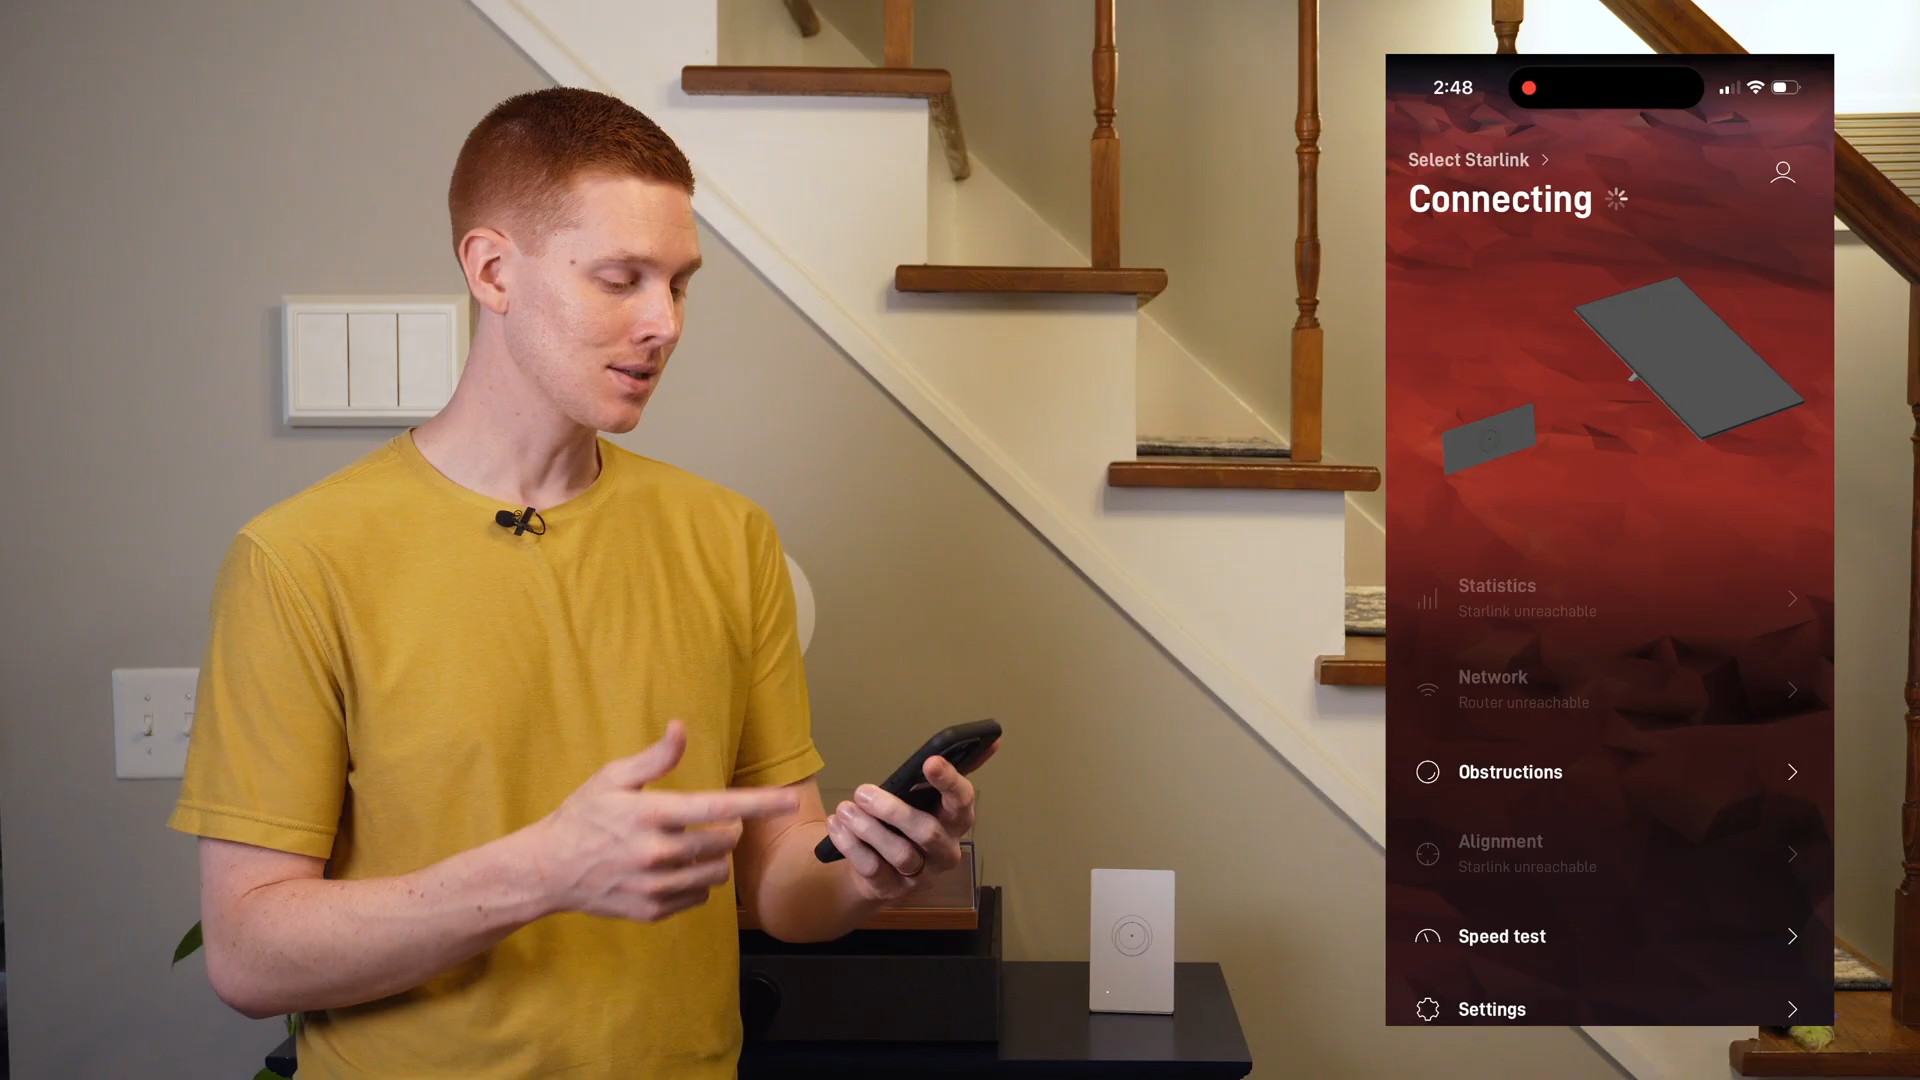 2:48
Select Starlink
Connecting
Statistics
Starlink unreachable
Network
Router unreachable
Obstructions
Alignment
Starlink unreachable
Speed test
Settings